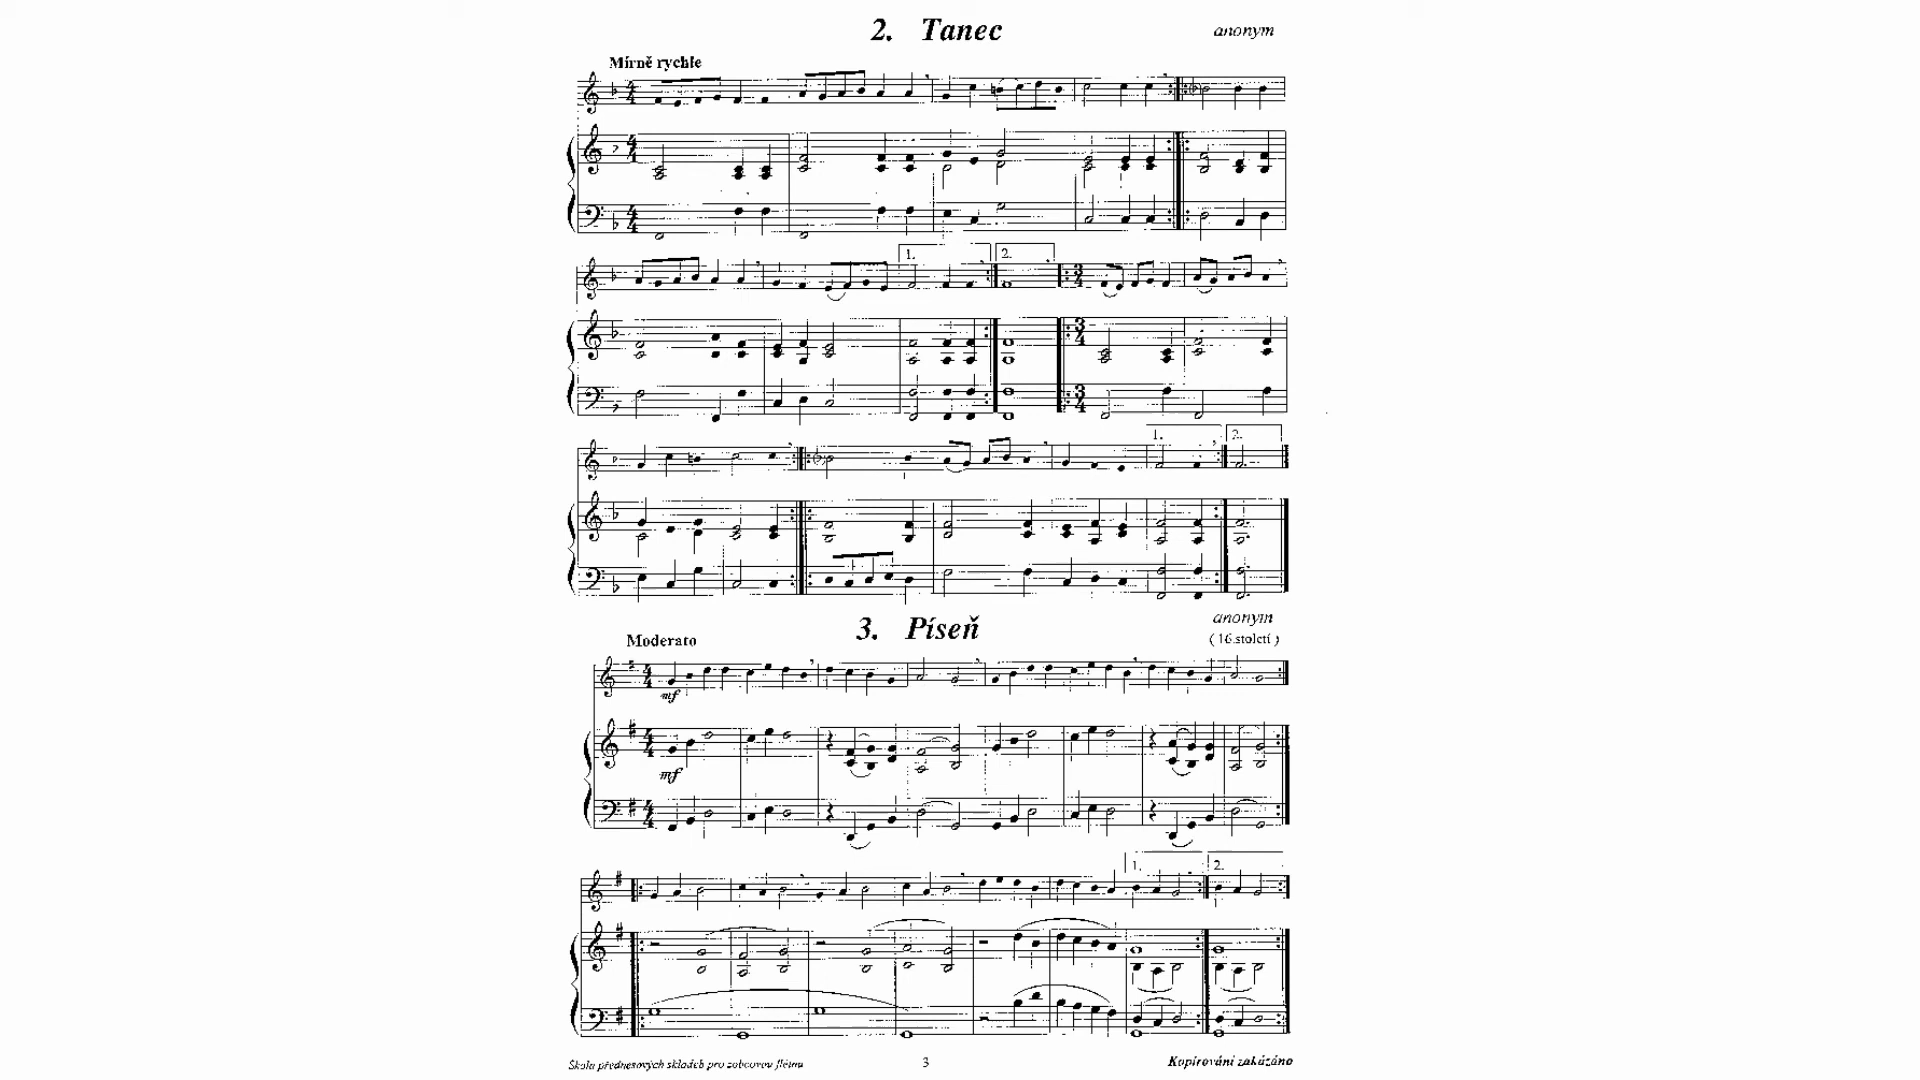 2. Tanec
anonym
Mírně rychle
1.
2.
1.
2.
3. Píseň
anonym
(16.století)
Moderato
mf
mf
1.
2.
Škola přednesových skladeb pro zobcovou flétnu
3
Kopírování zakázáno